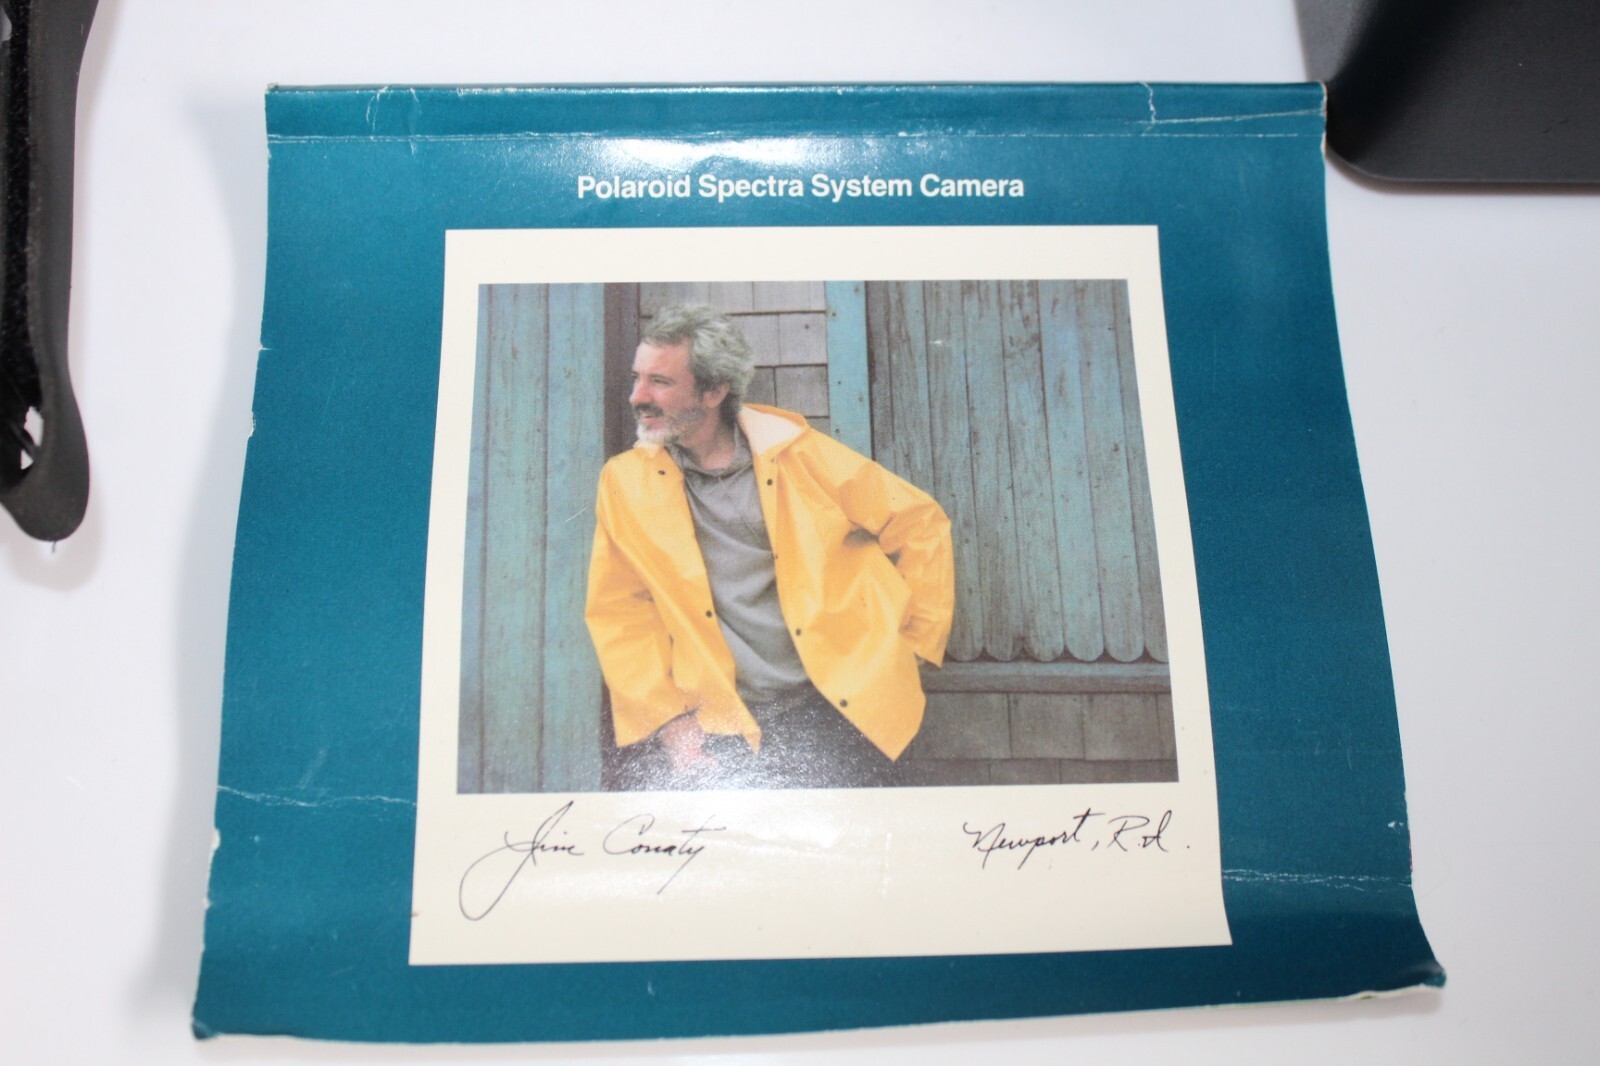 Polaroid Spectra System Camera
Jim Conaty Newport, R.I.